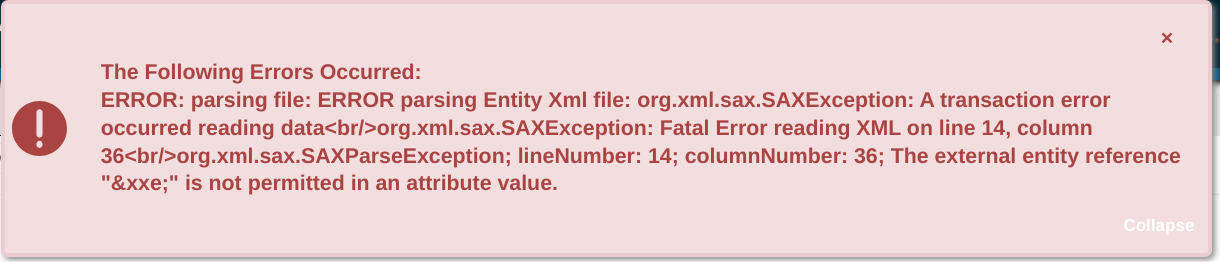 ×
The Following Errors Occurred:
ERROR: parsing file: ERROR parsing Entity Xml file: org.xml.sax.SAXException: A transaction error
occurred reading data<br/>org.xml.sax.SAXException: Fatal Error reading XML on line 14, column
36<br/>org.xml.sax.SAXParseException; lineNumber: 14; columnNumber: 36; The external entity reference
"&xxe;" is not permitted in an attribute value.
Collapse